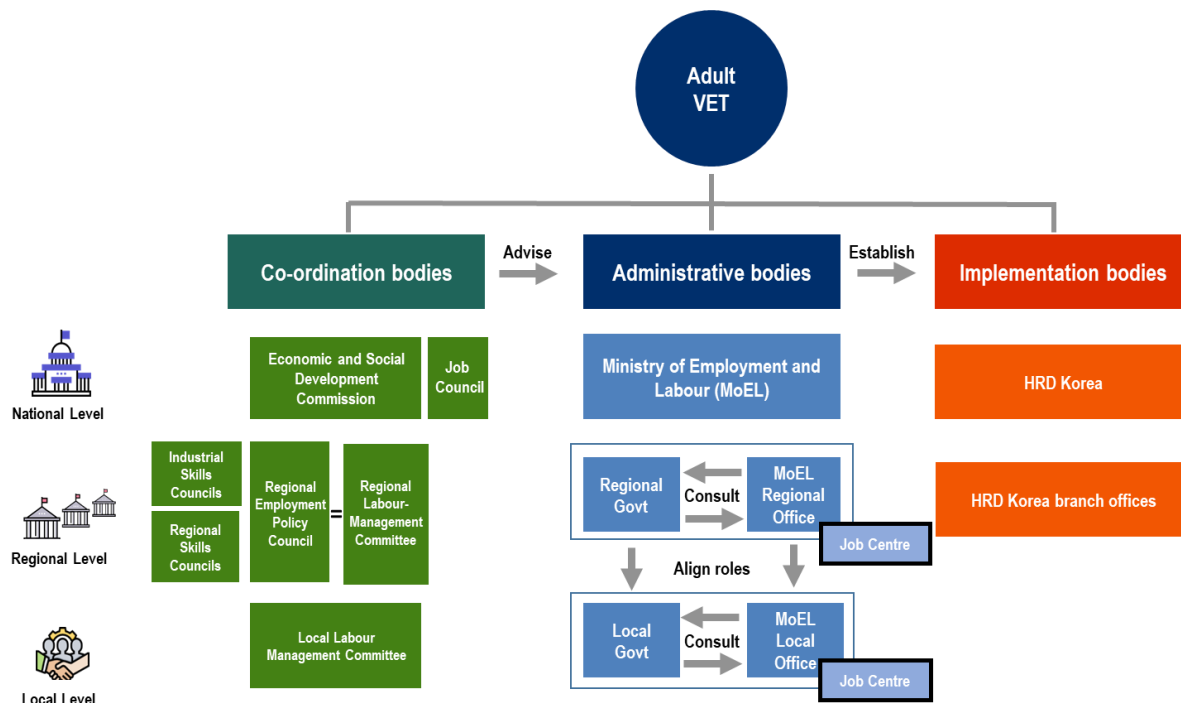 Adult
VET
Co-ordination bodies
Advise
Administrative bodies
Establish
Implementation bodies
National Level
Economic and Social
Development
Commission
Job
Council
Ministry of Employment and
Labour (MoEL)
HRD Korea
Regional Level
Industrial
Skills
Councils
Regional
Skills
Councils
Regional
Employment
Policy
Council
=
Regional
Labour-
Management
Committee
Regional
Govt
Consult
MoEL
Regional
Office
Job Centre
HRD Korea branch offices
Align roles
Local Level
Local Labour
Management Committee
Local
Govt
Consult
MoEL
Local
Office
Job Centre